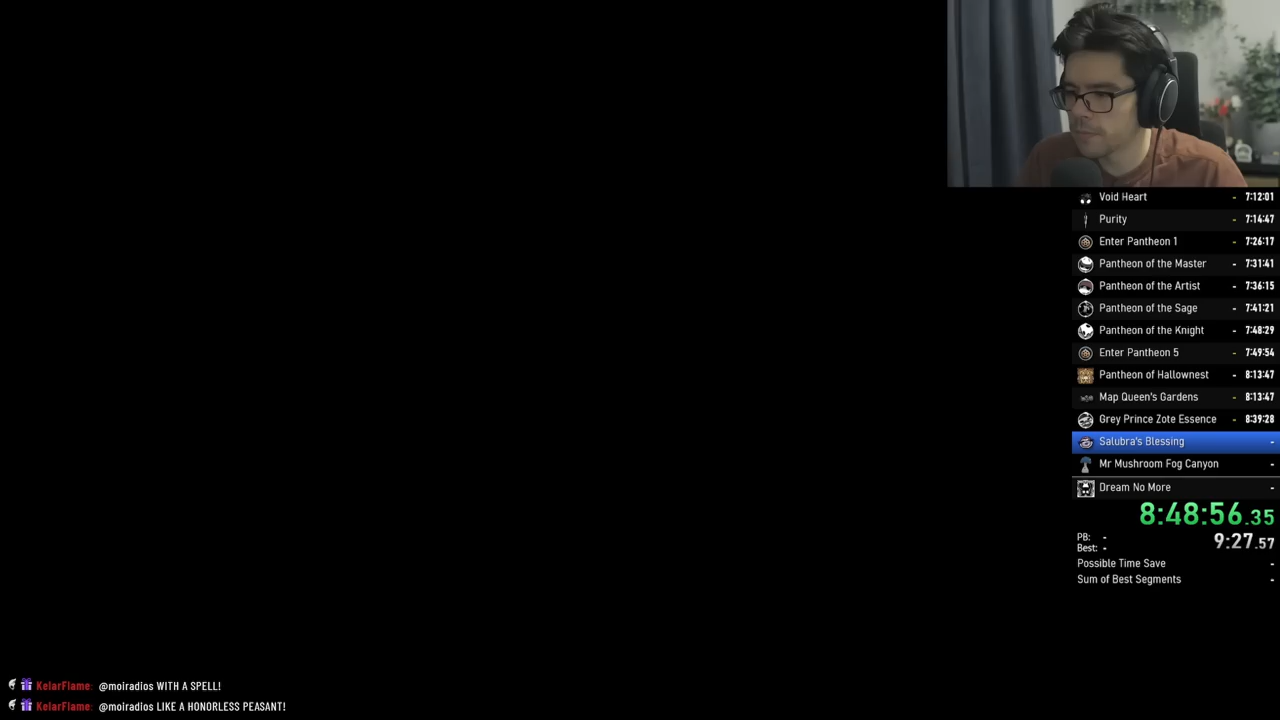 Void Heart - 7:12:01
Purity - 7:14:47
Enter Pantheon 1 - 7:26:17
Pantheon of the Master - 7:31:41
Pantheon of the Artist - 7:36:15
Pantheon of the Sage - 7:41:21
Pantheon of the Knight - 7:48:29
Enter Pantheon 5 - 7:49:54
Pantheon of Hallownest - 8:13:47
Map Queen's Gardens - 8:13:47
Grey Prince Zote Essence - 8:39:28
Salubra's Blessing -
Mr Mushroom Fog Canyon -
Dream No More -
8:48:56.35
PB: - 9:27.57
Best: -
Possible Time Save -
Sum of Best Segments -
KelarFlame: @moiradios WITH A SPELL!
KelarFlame: @moiradios LIKE A HONORLESS PEASANT!